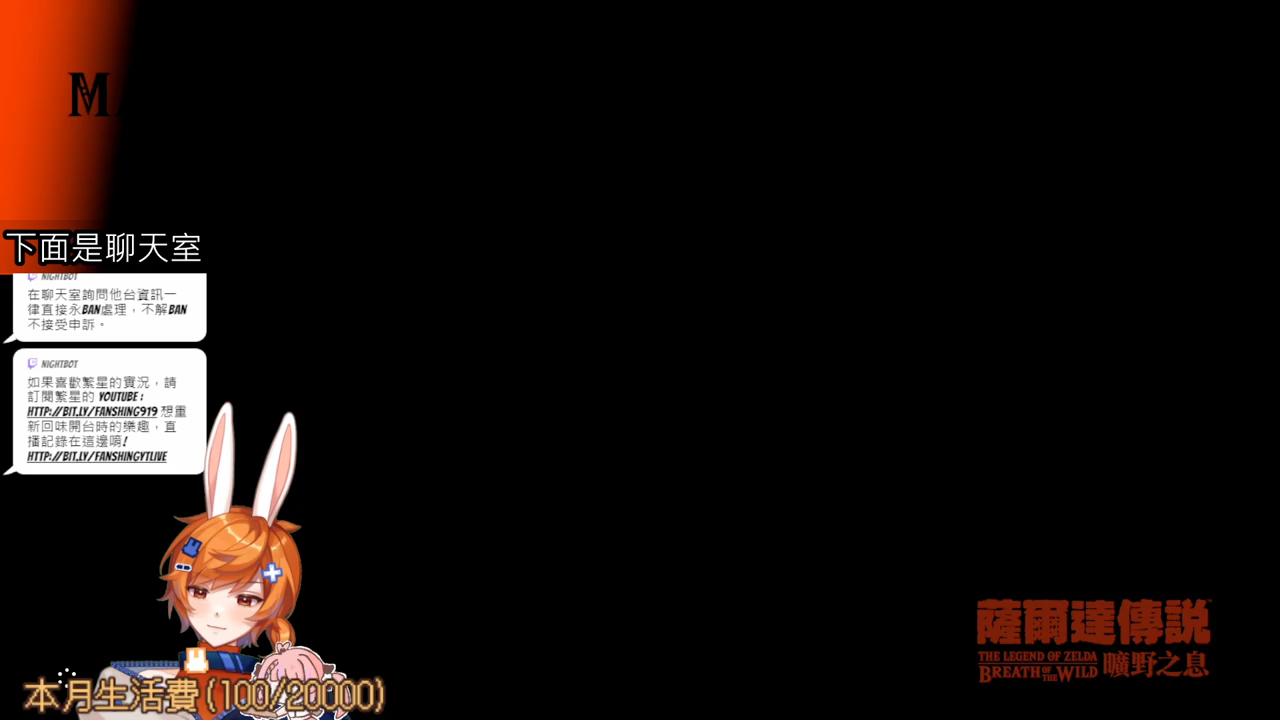 MA
下面是聊天室
NIGHTBOT
在聊天室詢問他台資訊一
律直接永BAN處理，不解BAN
不接受申訴。
NIGHTBOT
如果喜歡繁星的實況，請
訂閱繁星的 YOUTUBE :
HTTP://BIT.LY/FANSHING919 想重
新回味開台時的樂趣，直
播記錄在這邊唷!
HTTP://BIT.LY/FANSHINGYTLIVE
薩爾達傳說™
THE LEGEND OF ZELDA
BREATH OF THE WILD 曠野之息
本月生活費(100/20000)